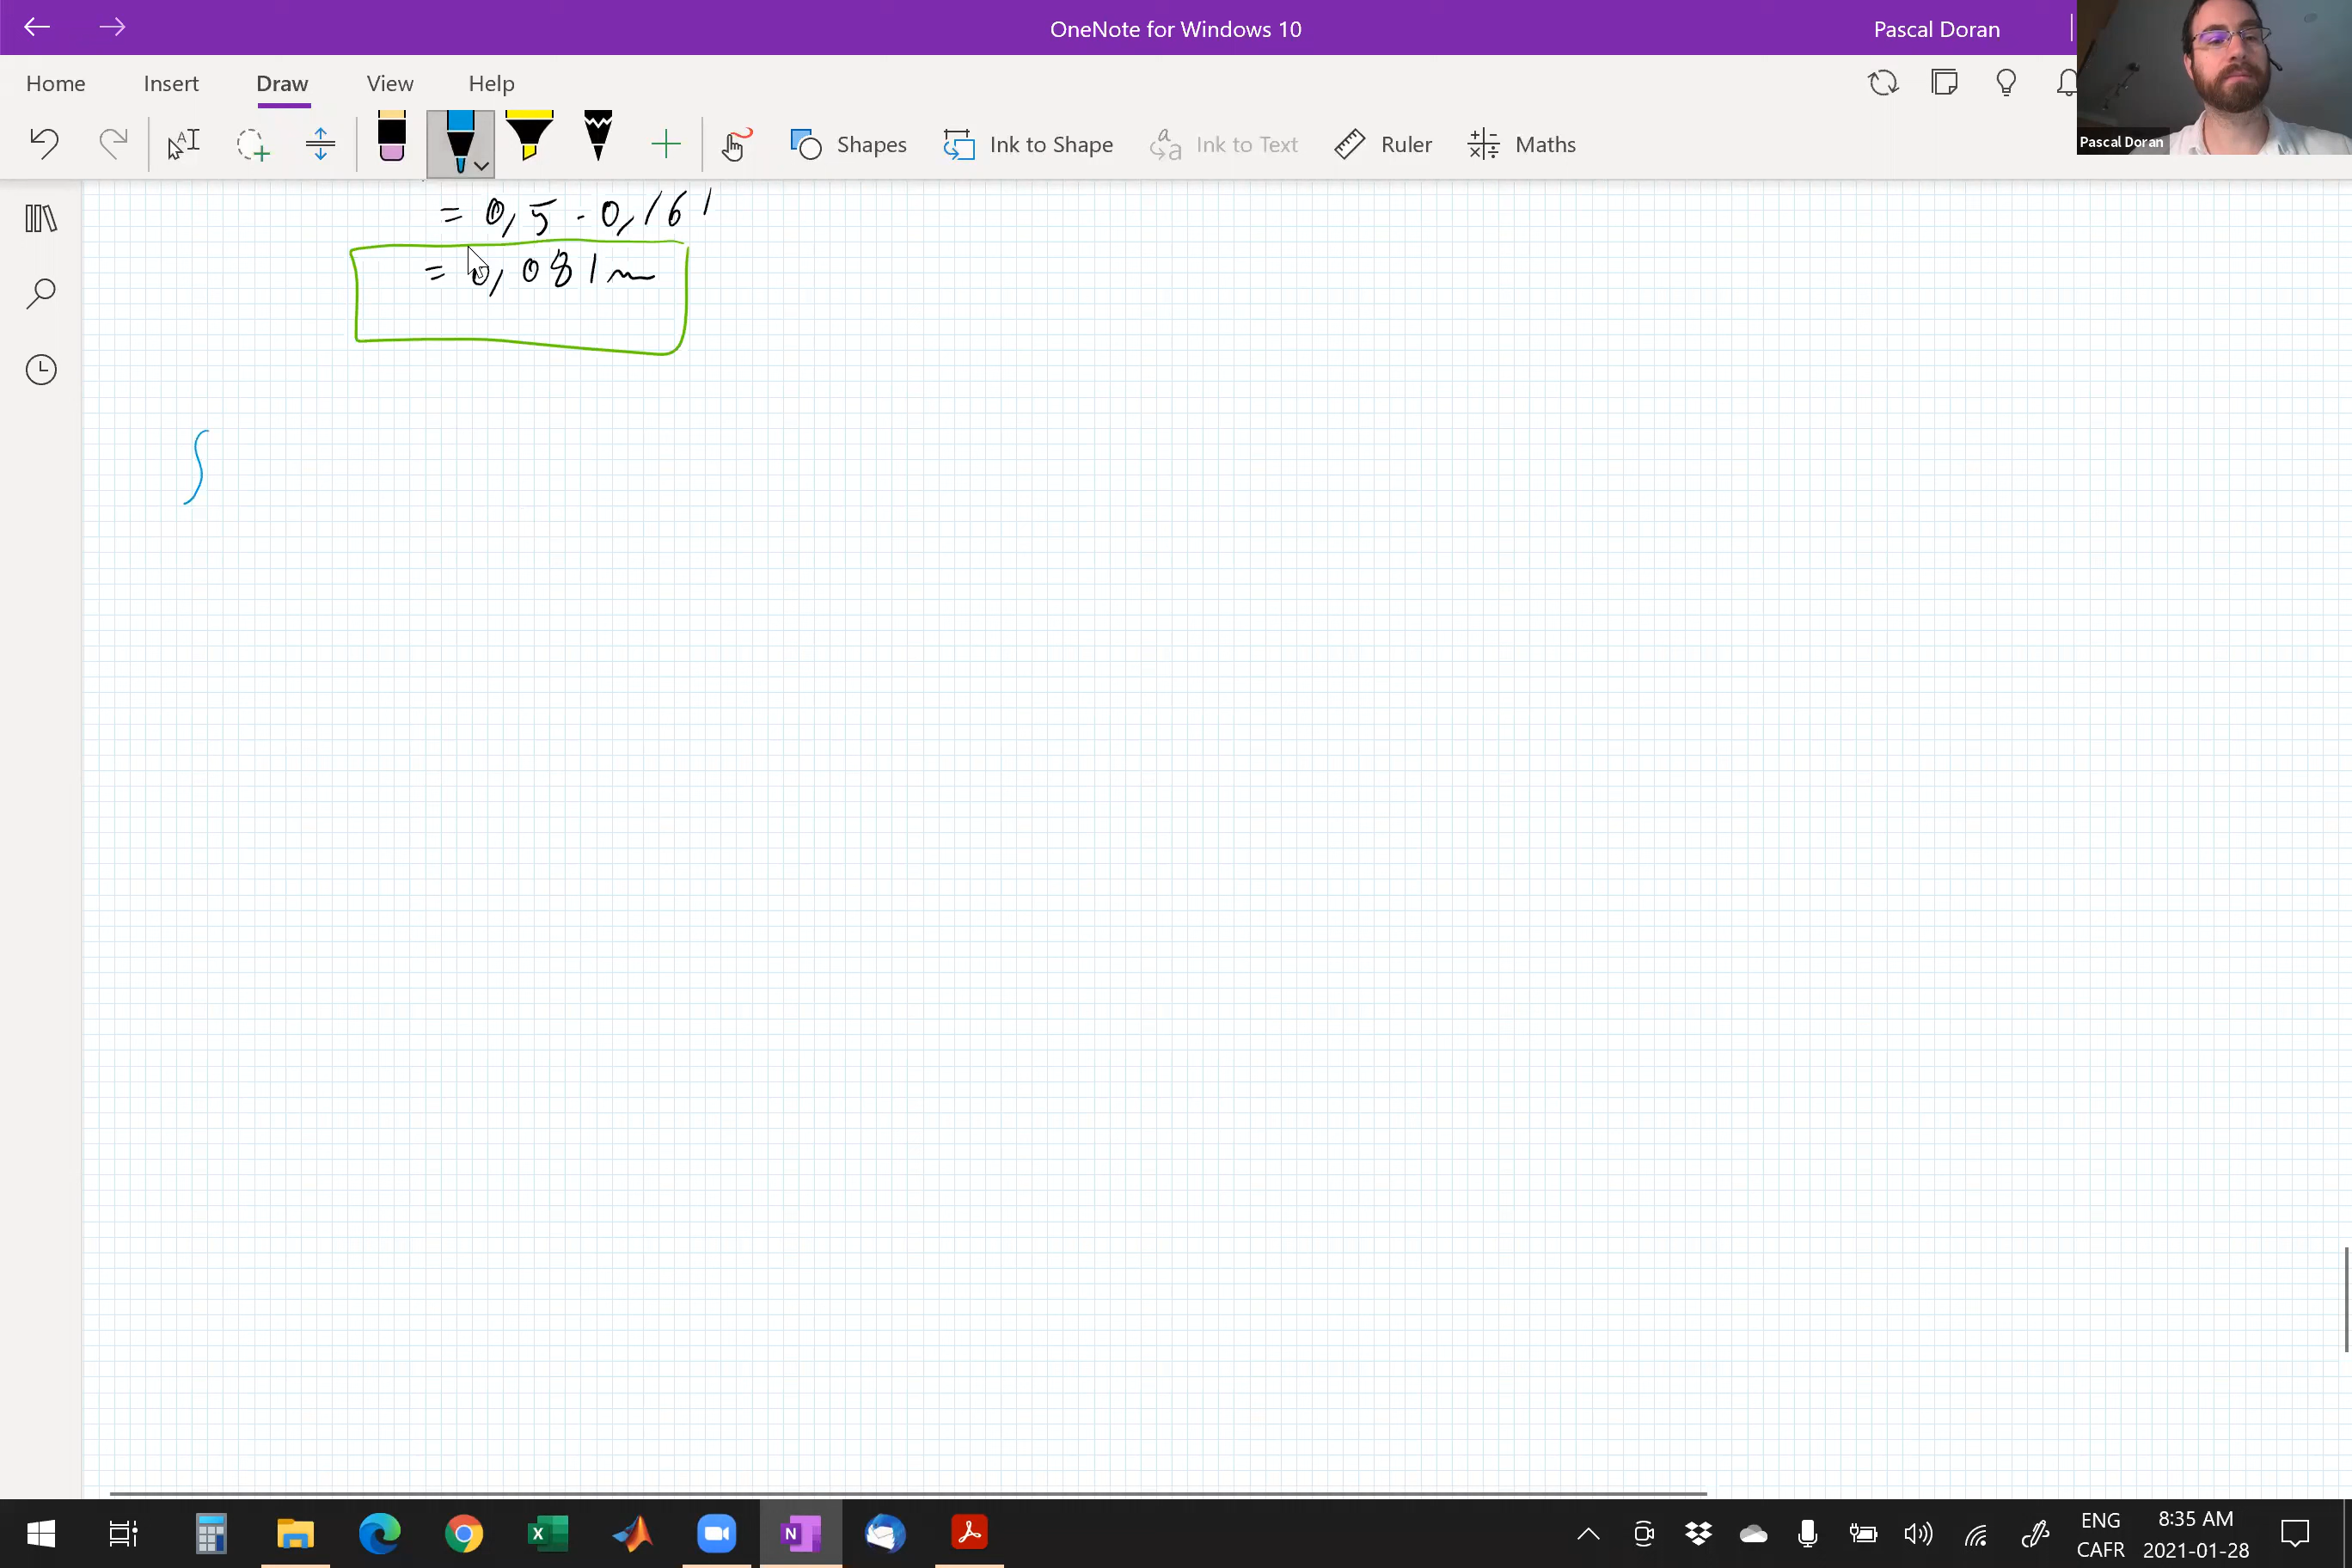 OneNote for Windows 10
Pascal Doran
Home Insert Draw View Help
Shapes Ink to Shape Ink to Text Ruler Maths
Pascal Doran
= 0,5 · 0,161
= 0,081m
∫
ENG 8:35 AM
CAFR 2021-01-28